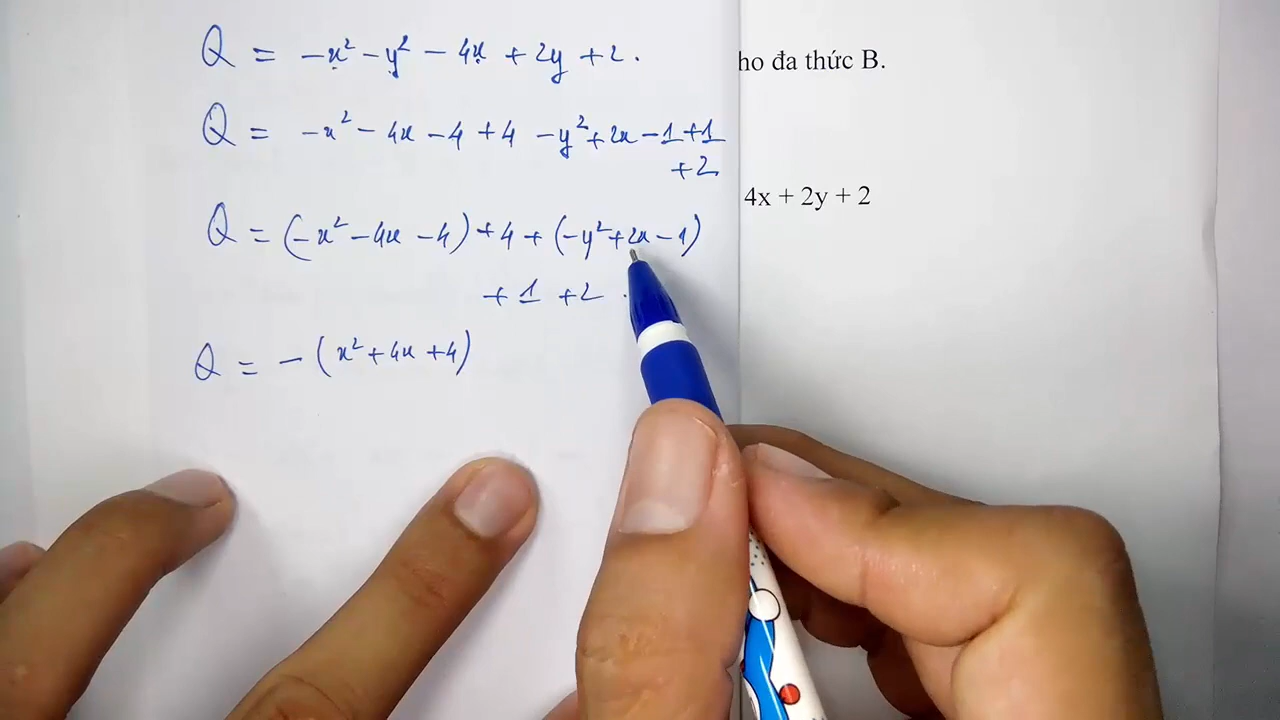 Q = -x² - y² - 4x + 2y + 2.
ho đa thức B.
Q = -x² - 4x - 4 + 4 - y² + 2x - 1 + 1
+ 2
4x + 2y + 2
Q = (-x² - 4x - 4) + 4 + (-y² + 2x - 1)
+ 1 + 2 .
Q = - (x² + 4x + 4)